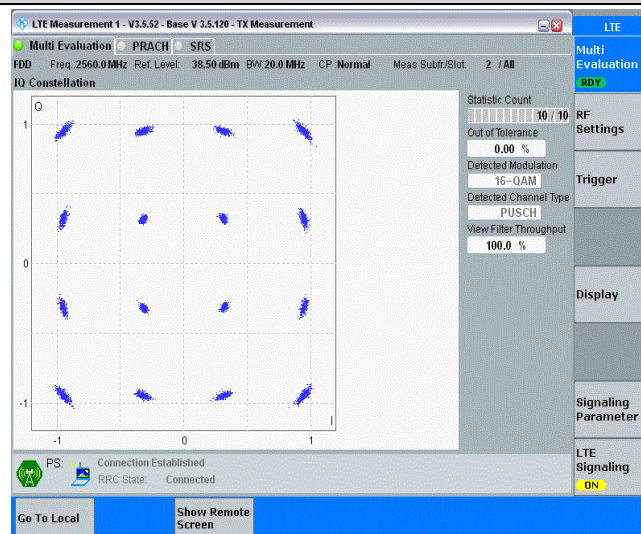 LTE Measurement 1 - V3.5.52 - Base V 3.5.120 - TX Measurement
LTE
Multi Evaluation PRACH SRS
FDD Freq.:2560.0 MHz Ref. Level: 38.50 dBm BW:20.0 MHz CP :Normal Meas Subfr./Slot: 2 / All
IQ Constellation
Multi
Evaluation
RDY
Statistic Count
10 / 10
Out of Tolerance
0.00 %
Detected Modulation
16-QAM
Detected Channel Type
PUSCH
View Filter Throughput
100.0 %
RF
Settings
Trigger
Display
Signaling
Parameter
LTE
Signaling
ON
Q
1
0
-1
I
-1 0 1
PS: Connection Established
RRC State: Connected
Go To Local
Show Remote
Screen